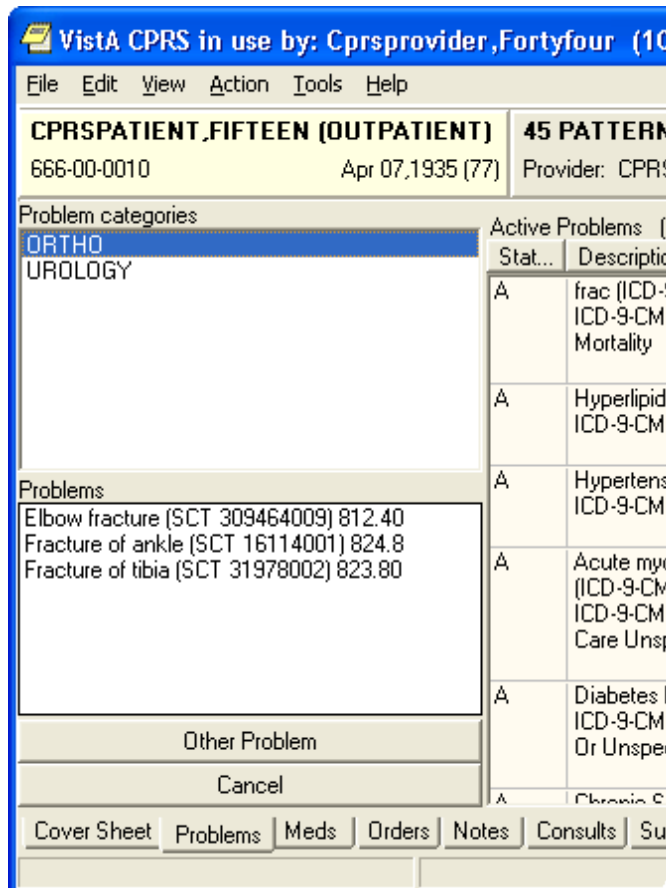 VistA CPRS in use by: Cprsprovider,Fortyfour (10
File Edit View Action Tools Help
CPRSPATIENT,FIFTEEN (OUTPATIENT)
666-00-0010 Apr 07,1935 (77)
45 PATTERN
Provider: CPRS
Problem categories
ORTHO
UROLOGY
Problems
Elbow fracture (SCT 309464009) 812.40
Fracture of ankle (SCT 16114001) 824.8
Fracture of tibia (SCT 31978002) 823.80
Other Problem
Cancel
Active Problems (
Stat... Descriptio
A frac (ICD-9
ICD-9-CM
Mortality
A Hyperlipid
ICD-9-CM
A Hypertens
ICD-9-CM
A Acute myo
(ICD-9-CM
ICD-9-CM
Care Unsp
A Diabetes
ICD-9-CM
Or Unspe
A Chronic S
Cover Sheet Problems Meds Orders Notes Consults Su